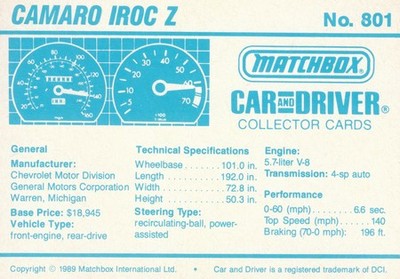 CAMARO IROC Z
No. 801
MATCHBOX
CAR AND DRIVER®
COLLECTOR CARDS
General
Manufacturer:
Chevrolet Motor Division
General Motors Corporation
Warren, Michigan
Base Price: $18,945
Vehicle Type:
front-engine, rear-drive
Technical Specifications
Wheelbase ............ 101.0 in.
Length ................. 192.0 in.
Width .................... 72.8 in.
Height ................... 50.3 in.
Steering Type:
recirculating-ball, power-
assisted
Engine:
5.7-liter V-8
Transmission: 4-sp auto
Performance
0-60 (mph) ........ 6.6 sec.
Top Speed (mph) ..... 140
Braking (70-0 mph): 196 ft.
Copyright © 1989 Matchbox International Ltd. • Car and Driver is a registered trademark of DCI.